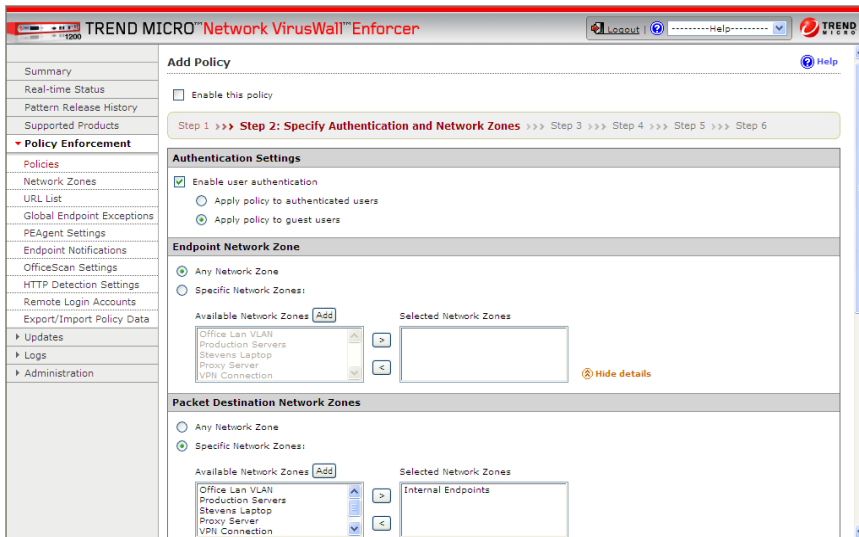 1200 TREND MICRO™ Network VirusWall™ Enforcer
Logout | ---------Help---------
TREND
MICRO
Summary
Real-time Status
Pattern Release History
Supported Products
Policy Enforcement
Policies
Network Zones
URL List
Global Endpoint Exceptions
PEAgent Settings
Endpoint Notifications
OfficeScan Settings
HTTP Detection Settings
Remote Login Accounts
Export/Import Policy Data
Updates
Logs
Administration
Add Policy
Help
Enable this policy
Step 1 >>> Step 2: Specify Authentication and Network Zones >>> Step 3 >>> Step 4 >>> Step 5 >>> Step 6
Authentication Settings
Enable user authentication
Apply policy to authenticated users
Apply policy to guest users
Endpoint Network Zone
Any Network Zone
Specific Network Zones:
Available Network Zones Add Selected Network Zones
Office Lan VLAN
Production Servers
Stevens Laptop
Proxy Server
VPN Connection
>
<
Hide details
Packet Destination Network Zones
Any Network Zone
Specific Network Zones:
Available Network Zones Add Selected Network Zones
Office Lan VLAN
Production Servers
Stevens Laptop
Proxy Server
VPN Connection
>
<
Internal Endpoints